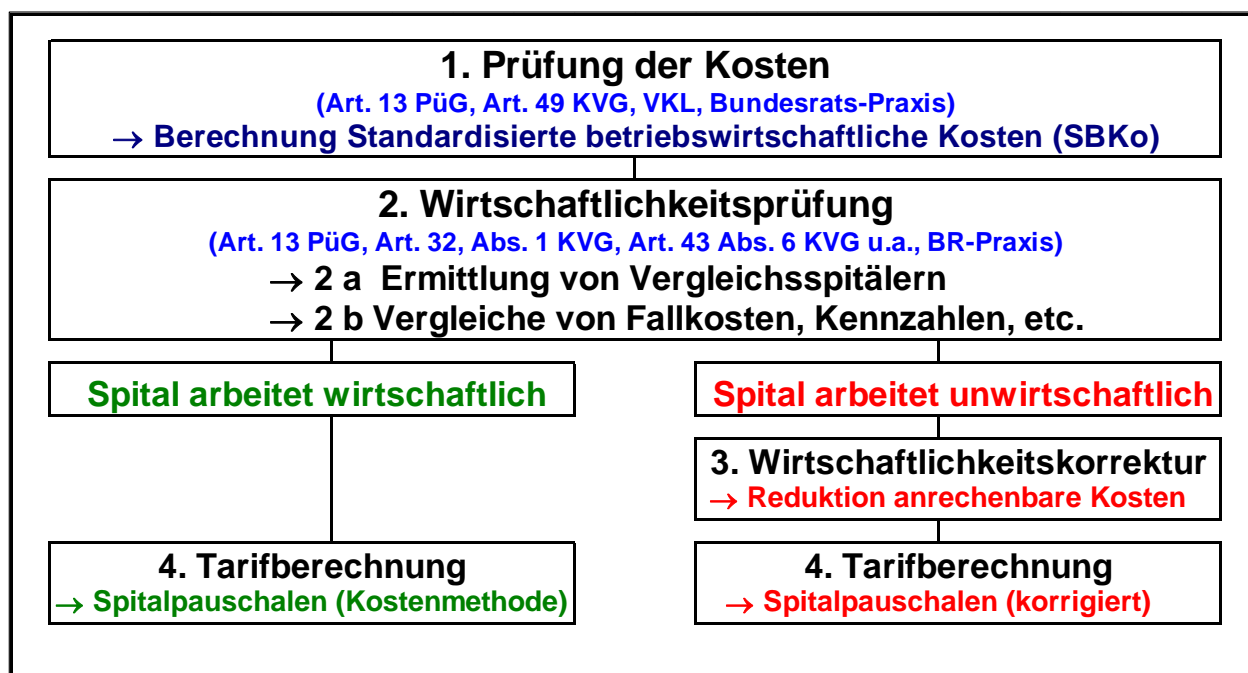 1. Prüfung der Kosten
(Art. 13 PüG, Art. 49 KVG, VKL, Bundesrats-Praxis)
→ Berechnung Standardisierte betriebswirtschaftliche Kosten (SBKo)
2. Wirtschaftlichkeitsprüfung
(Art. 13 PüG, Art. 32, Abs. 1 KVG, Art. 43 Abs. 6 KVG u.a., BR-Praxis)
→ 2 a Ermittlung von Vergleichsspitälern
→ 2 b Vergleiche von Fallkosten, Kennzahlen, etc.
Spital arbeitet wirtschaftlich
Spital arbeitet unwirtschaftlich
3. Wirtschaftlichkeitskorrektur
→ Reduktion anrechenbare Kosten
4. Tarifberechnung
→ Spitalpauschalen (Kostenmethode)
4. Tarifberechnung
→ Spitalpauschalen (korrigiert)